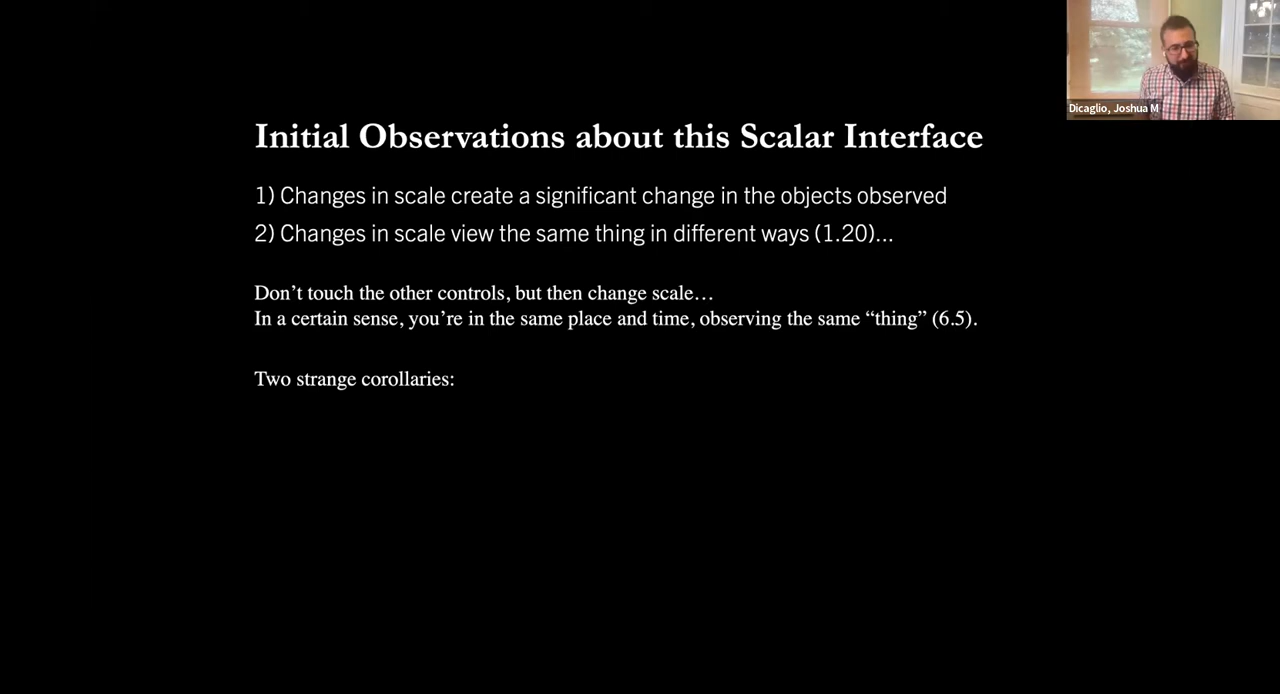 Dicaglio, Joshua M
Initial Observations about this Scalar Interface
1) Changes in scale create a significant change in the objects observed
2) Changes in scale view the same thing in different ways (1.20)...
Don’t touch the other controls, but then change scale…
In a certain sense, you’re in the same place and time, observing the same “thing” (6.5).
Two strange corollaries: